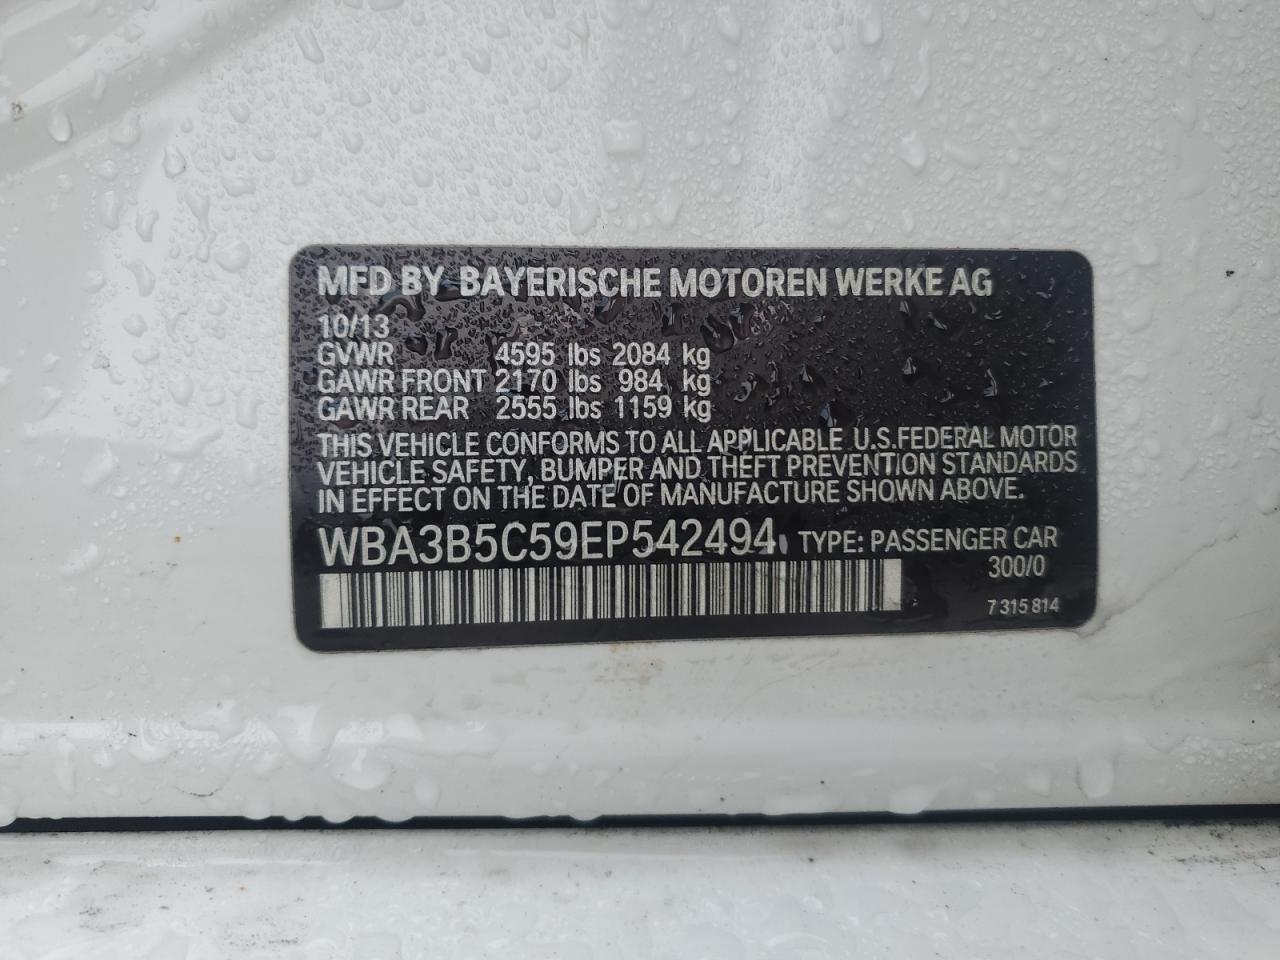 MFD BY BAYERISCHE MOTOREN WERKE AG
10/13
GVWR 4595 lbs 2084 kg
GAWR FRONT 2170 lbs 984 kg
GAWR REAR 2555 lbs 1159 kg
THIS VEHICLE CONFORMS TO ALL APPLICABLE U.S.FEDERAL MOTOR
VEHICLE SAFETY, BUMPER AND THEFT PREVENTION STANDARDS
IN EFFECT ON THE DATE OF MANUFACTURE SHOWN ABOVE.
WBA3B5C59EP542494 TYPE: PASSENGER CAR
300/0
7 315 814